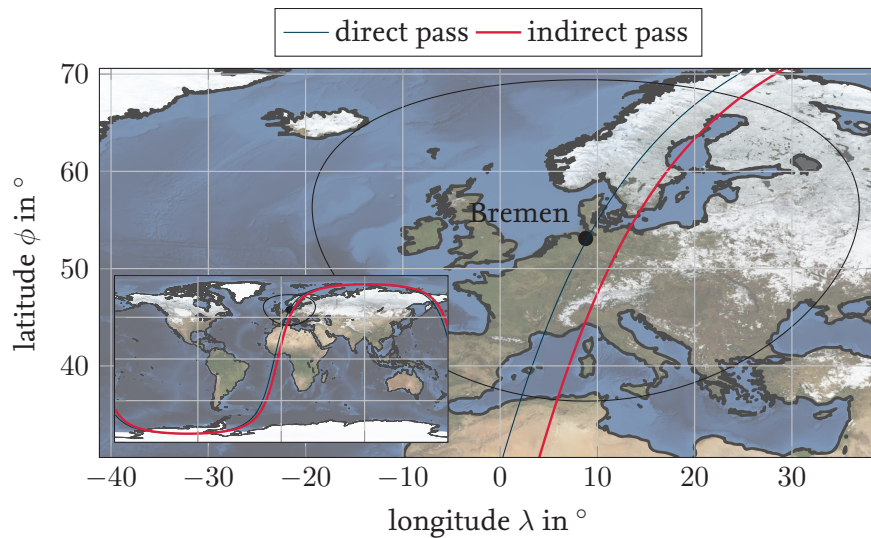 direct pass indirect pass
70
60
50
40
latitude ϕ in °
Bremen
−40 −30 −20 −10 0 10 20 30
longitude λ in °